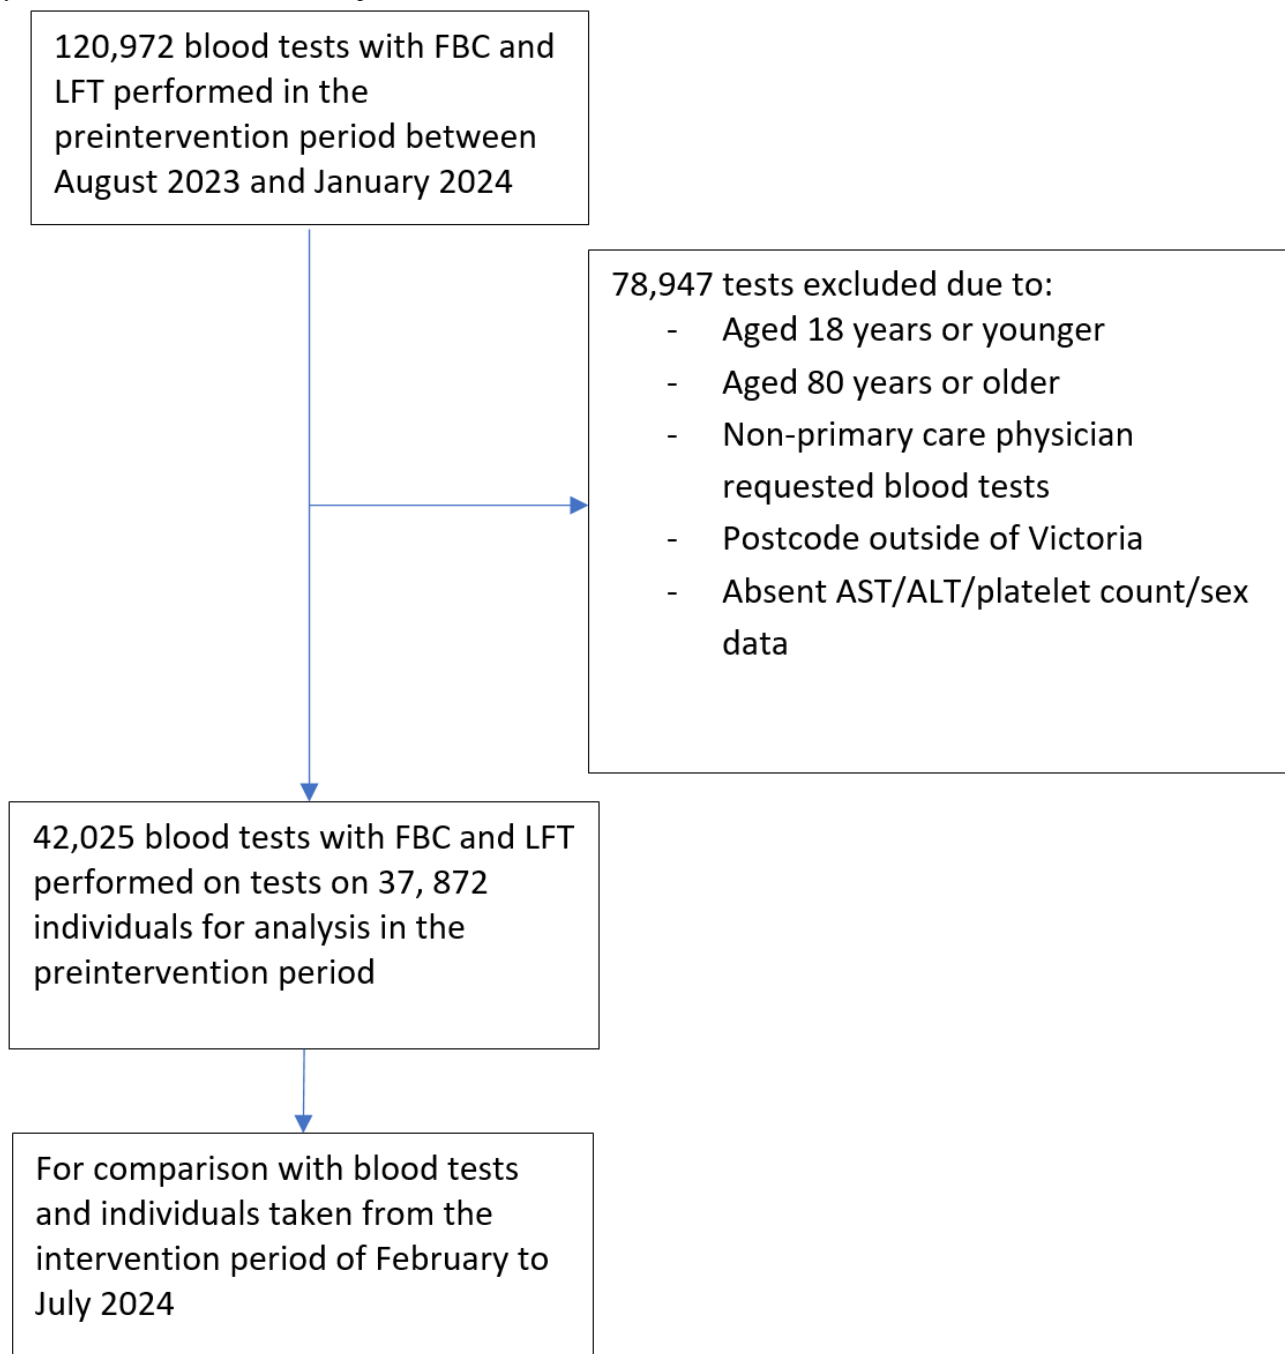 120,972 blood tests with FBC and
LFT performed in the
preintervention period between
August 2023 and January 2024
78,947 tests excluded due to:
- Aged 18 years or younger
- Aged 80 years or older
- Non-primary care physician
requested blood tests
- Postcode outside of Victoria
- Absent AST/ALT/platelet count/sex
data
42,025 blood tests with FBC and LFT
performed on tests on 37, 872
individuals for analysis in the
preintervention period
For comparison with blood tests
and individuals taken from the
intervention period of February to
July 2024